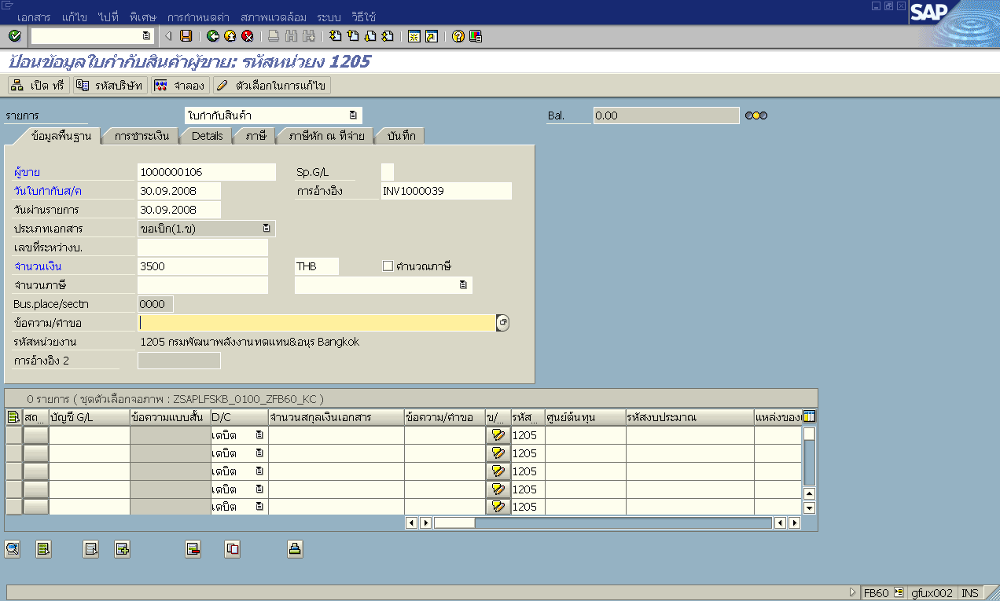 เอกสาร แก้ไข ไปที่ พิเศษ การกำหนดค่า สภาพแวดล้อม ระบบ วิธีใช้
SAP
ป้อนข้อมูลใบกำกับสินค้าผู้ขาย: รหัสหน่วยง 1205
เปิด ทรี รหัสบริษัท จำลอง ตัวเลือกในการแก้ไข
รายการ ใบกำกับสินค้า Bal. 0.00
ข้อมูลพื้นฐาน การชำระเงิน Details ภาษี ภาษีหัก ณ ที่จ่าย บันทึก
ผู้ขาย 1000000106 Sp.G/L
วันใบกำกับส/ค 30.09.2008 การอ้างอิง INV1000039
วันผ่านรายการ 30.09.2008
ประเภทเอกสาร ขอเบิก(1.ข)
เลขที่ระหว่างบ.
จำนวนเงิน 3500 THB คำนวณภาษี
จำนวนภาษี
Bus.place/sectn 0000
ข้อความ/คำขอ
รหัสหน่วยงาน 1205 กรมพัฒนาพลังงานทดแทน&อนุร Bangkok
การอ้างอิง 2
0 รายการ ( ชุดตัวเลือกจอภาพ : ZSAPLFSKB_0100_ZFB60_KC )
สถ... บัญชี G/L ข้อความแบบสั้น D/C จำนวนสกุลเงินเอกสาร ข้อความ/คำขอ ข/... รหัส... ศูนย์ต้นทุน รหัสงบประมาณ แหล่งของ
เดบิต 1205
เดบิต 1205
เดบิต 1205
เดบิต 1205
เดบิต 1205
FB60 gfux002 INS